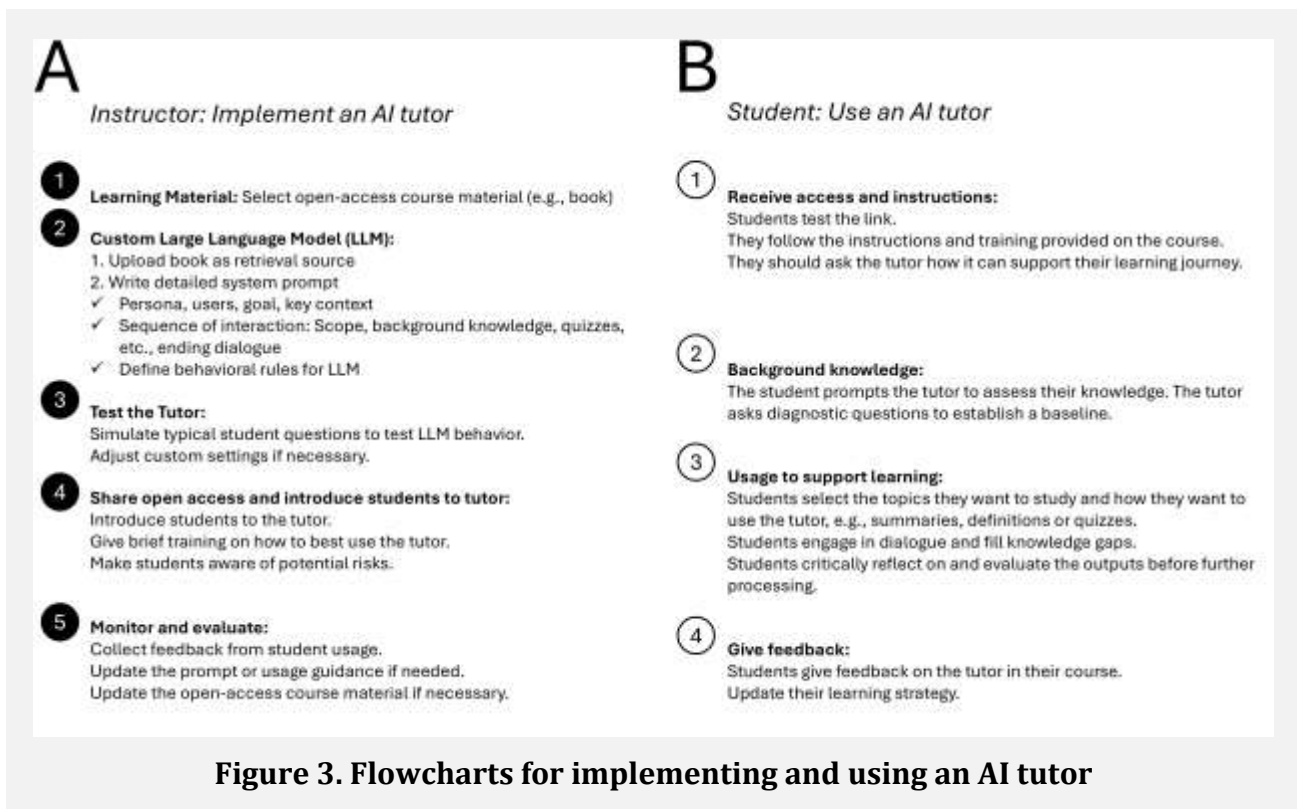 A
Instructor: Implement an AI tutor
1
Learning Material: Select open-access course material (e.g., book)
2
Custom Large Language Model (LLM):
1. Upload book as retrieval source
2. Write detailed system prompt
✓ Persona, users, goal, key context
✓ Sequence of interaction: Scope, background knowledge, quizzes,
etc., ending dialogue
✓ Define behavioral rules for LLM
3
Test the Tutor:
Simulate typical student questions to test LLM behavior.
Adjust custom settings if necessary.
4
Share open access and introduce students to tutor:
Introduce students to the tutor.
Give brief training on how to best use the tutor.
Make students aware of potential risks.
5
Monitor and evaluate:
Collect feedback from student usage.
Update the prompt or usage guidance if needed.
Update the open-access course material if necessary.
B
Student: Use an AI tutor
1
Receive access and instructions:
Students test the link.
They follow the instructions and training provided on the course.
They should ask the tutor how it can support their learning journey.
2
Background knowledge:
The student prompts the tutor to assess their knowledge. The tutor
asks diagnostic questions to establish a baseline.
3
Usage to support learning:
Students select the topics they want to study and how they want to
use the tutor, e.g., summaries, definitions or quizzes.
Students engage in dialogue and fill knowledge gaps.
Students critically reflect on and evaluate the outputs before further
processing.
4
Give feedback:
Students give feedback on the tutor in their course.
Update their learning strategy.
Figure 3. Flowcharts for implementing and using an AI tutor